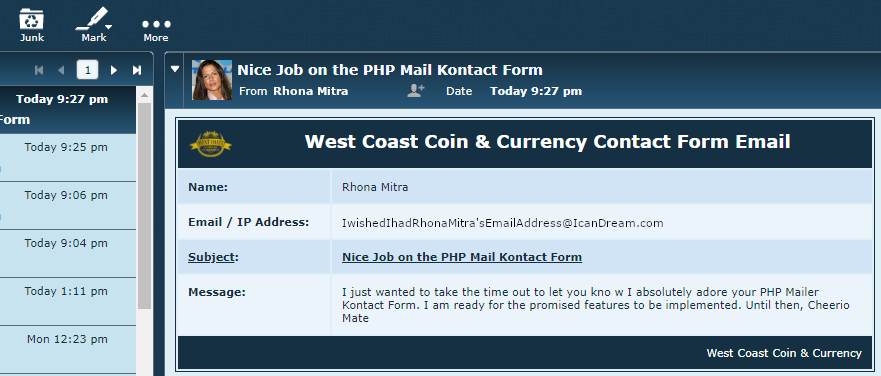 Junk
Mark
More
1
Today 9:27 pm
Form
Today 9:25 pm
Today 9:06 pm
Today 9:04 pm
Today 1:11 pm
Mon 12:23 pm
Nice Job on the PHP Mail Kontact Form
From Rhona Mitra Date Today 9:27 pm
West Coast Coin & Currency Contact Form Email
Name: Rhona Mitra
Email / IP Address: IwishedIhadRhonaMitra'sEmailAddress@IcanDream.com
Subject: Nice Job on the PHP Mail Kontact Form
Message: I just wanted to take the time out to let you kno w I absolutely adore your PHP Mailer
Kontact Form. I am ready for the promised features to be implemented. Until then, Cheerio
Mate
West Coast Coin & Currency